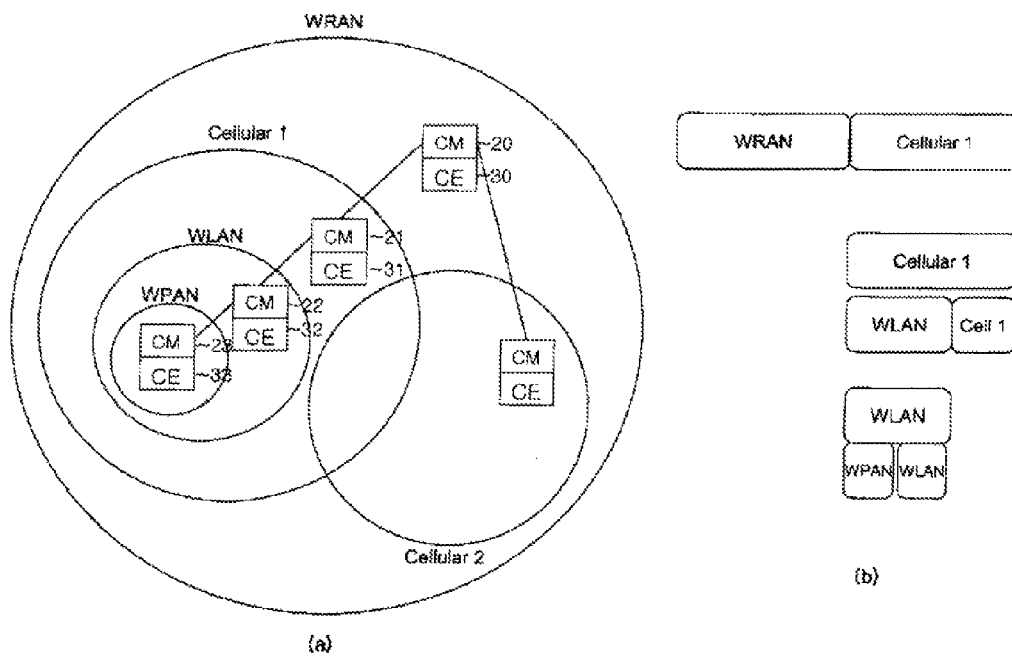 WRAN
Cellular 1
CM ~20
CE ~30
WRAN Cellular 1
WLAN
CM ~21
CE ~31
Cellular 1
WPAN
CM ~22
CE ~32
WLAN Cell 1
CM ~23
CE ~33
CM
CE
WLAN
WPAN WLAN
Cellular 2
(b)
(a)